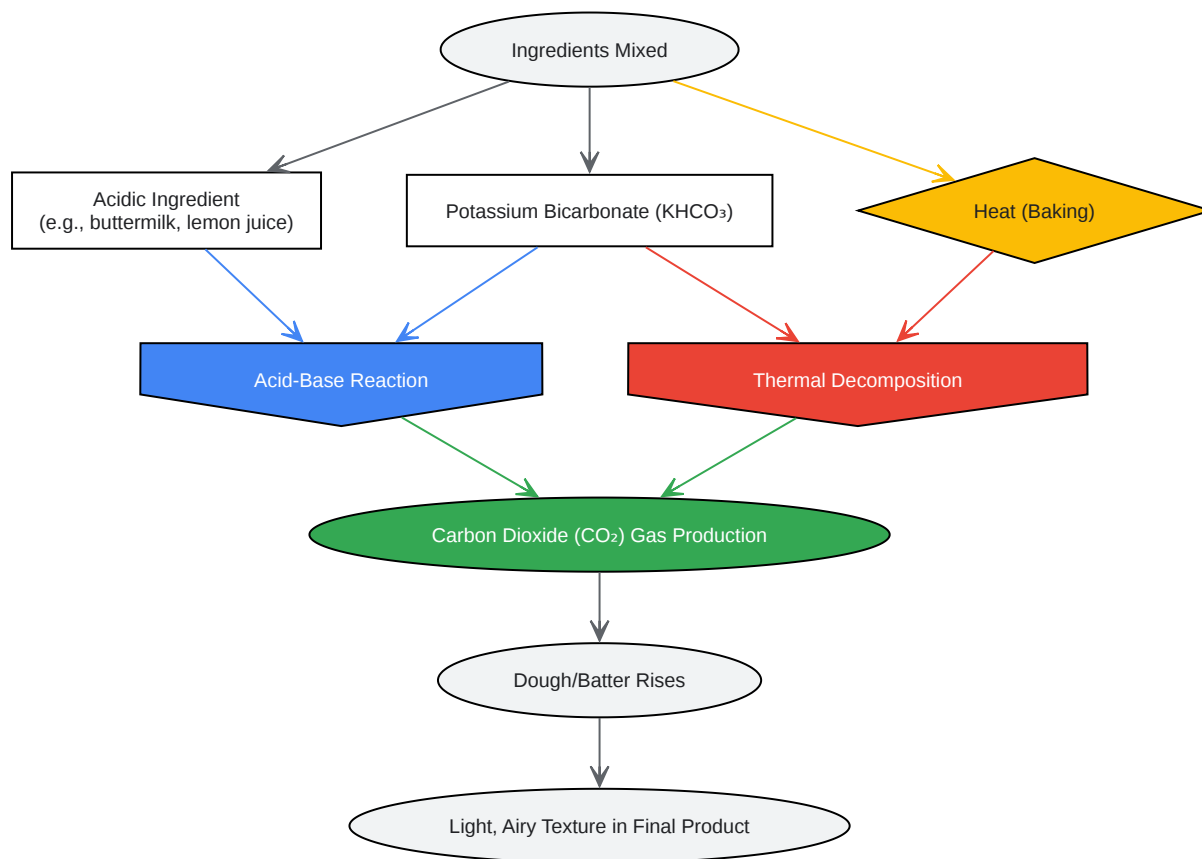 Ingredients Mixed
Acidic Ingredient
(e.g., buttermilk, lemon juice)
Potassium Bicarbonate (KHCO₃)
Heat (Baking)
Acid-Base Reaction
Thermal Decomposition
Carbon Dioxide (CO₂) Gas Production
Dough/Batter Rises
Light, Airy Texture in Final Product